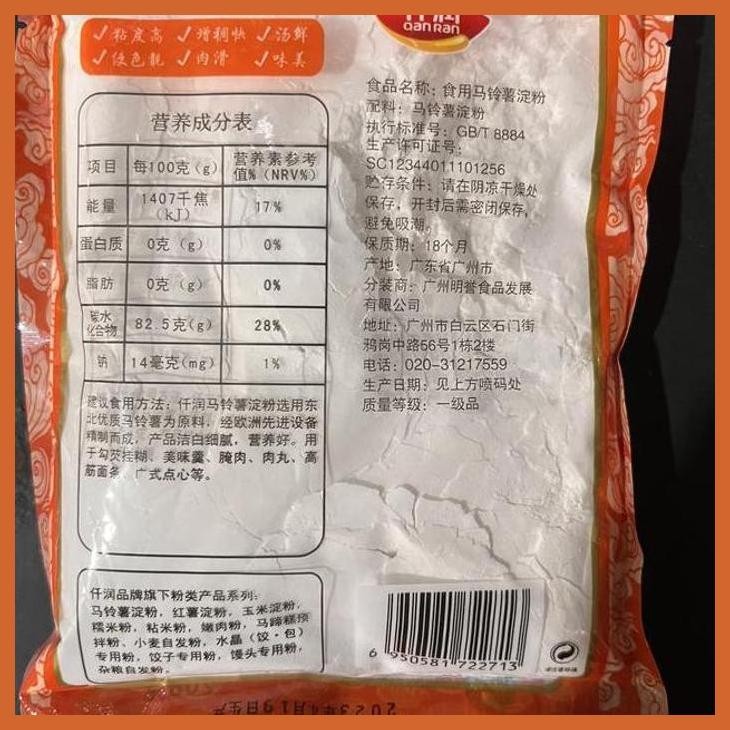 仟润
QanRan
✓粘度高 ✓增稠快 ✓汤鲜
✓色靓 ✓肉滑 ✓味美
营养成分表
项目 每100克(g) 营养素参考值%(NRV%)
能量 1407千焦(kJ) 17%
蛋白质 0克(g) 0%
脂肪 0克(g) 0%
碳水化合物 82.5克(g) 28%
钠 14毫克(mg) 1%
建议食用方法：仟润马铃薯淀粉选用东
北优质马铃薯为原料，经欧洲先进设备
精制而成，产品洁白细腻，营养好。用
于勾芡挂糊、美味羹、腌肉、肉丸、高
筋面条、广式点心等。
仟润品牌旗下粉类产品系列：
马铃薯淀粉，红薯淀粉，玉米淀粉，
糯米粉，粘米粉，嫩肉粉，马蹄糕预
拌粉、小麦自发粉，水晶（饺·包）
专用粉，饺子专用粉，馒头专用粉，
杂粮自发粉。
食品名称：食用马铃薯淀粉
配料：马铃薯淀粉
执行标准号：GB/T 8884
生产许可证号：
SC12344011101256
贮存条件：请在阴凉干燥处
保存，开封后需密闭保存，
避免吸潮。
保质期：18个月
产地：广东省广州市
分装商：广州明誉食品发展
有限公司
地址：广州市白云区石门街
鸦岗中路56号1栋2楼
电话：020-31217559
生产日期：见上方喷码处
质量等级：一级品
6 950581 722713
2023年4月19日生产